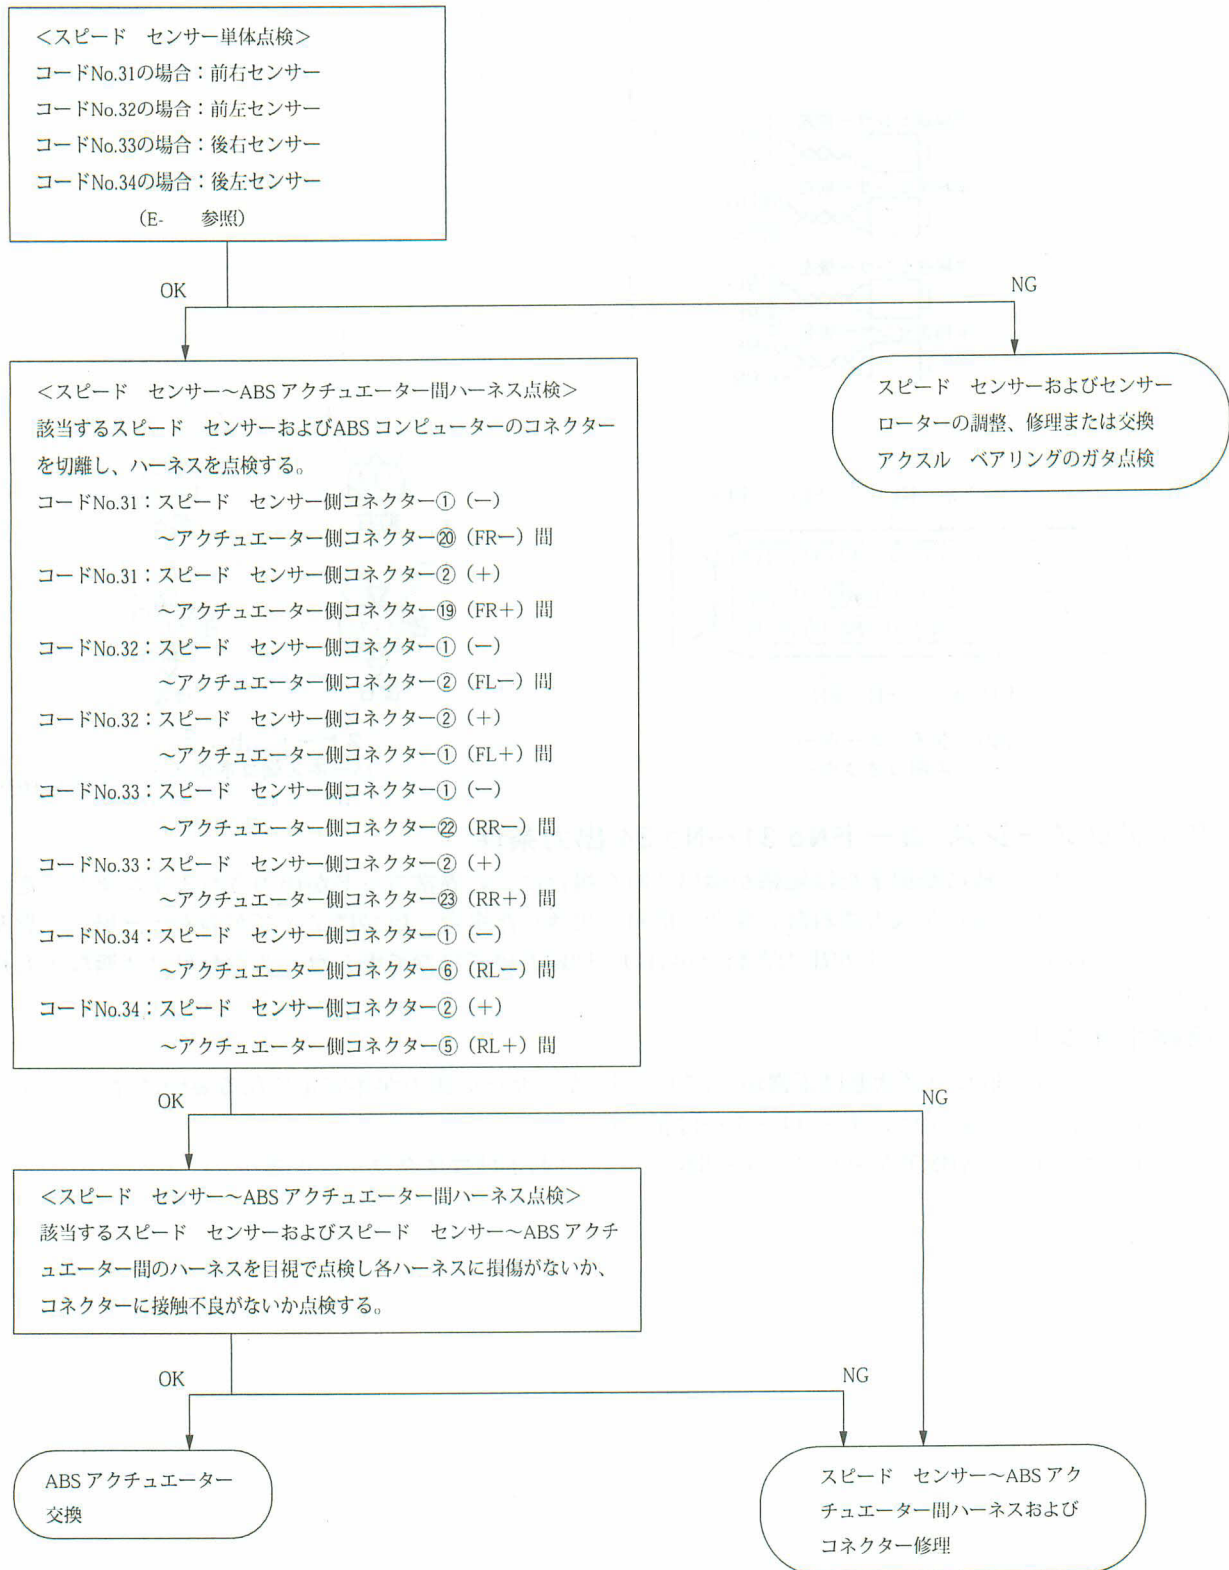 <スピード　センサー単体点検>
コードNo.31の場合：前右センサー
コードNo.32の場合：前左センサー
コードNo.33の場合：後右センサー
コードNo.34の場合：後左センサー
(E-　　参照)
OK
NG
<スピード　センサー～ABS アクチュエーター間ハーネス点検>
該当するスピード　センサーおよびABS コンピューターのコネクター
を切離し、ハーネスを点検する。
コードNo.31：スピード　センサー側コネクター①（－）
～アクチュエーター側コネクター⑳（FR－）間
コードNo.31：スピード　センサー側コネクター②（＋）
～アクチュエーター側コネクター⑲（FR＋）間
コードNo.32：スピード　センサー側コネクター①（－）
～アクチュエーター側コネクター②（FL－）間
コードNo.32：スピード　センサー側コネクター②（＋）
～アクチュエーター側コネクター①（FL＋）間
コードNo.33：スピード　センサー側コネクター①（－）
～アクチュエーター側コネクター㉒（RR－）間
コードNo.33：スピード　センサー側コネクター②（＋）
～アクチュエーター側コネクター㉓（RR＋）間
コードNo.34：スピード　センサー側コネクター①（－）
～アクチュエーター側コネクター⑥（RL－）間
コードNo.34：スピード　センサー側コネクター②（＋）
～アクチュエーター側コネクター⑤（RL＋）間
スピード　センサーおよびセンサー
ローターの調整、修理または交換
アクスル　ベアリングのガタ点検
OK
NG
<スピード　センサー～ABS アクチュエーター間ハーネス点検>
該当するスピード　センサーおよびスピード　センサー～ABS アクチ
ュエーター間のハーネスを目視で点検し各ハーネスに損傷がないか、
コネクターに接触不良がないか点検する。
OK
NG
ABS アクチュエーター
交換
スピード　センサー～ABS アク
チュエーター間ハーネスおよび
コネクター修理